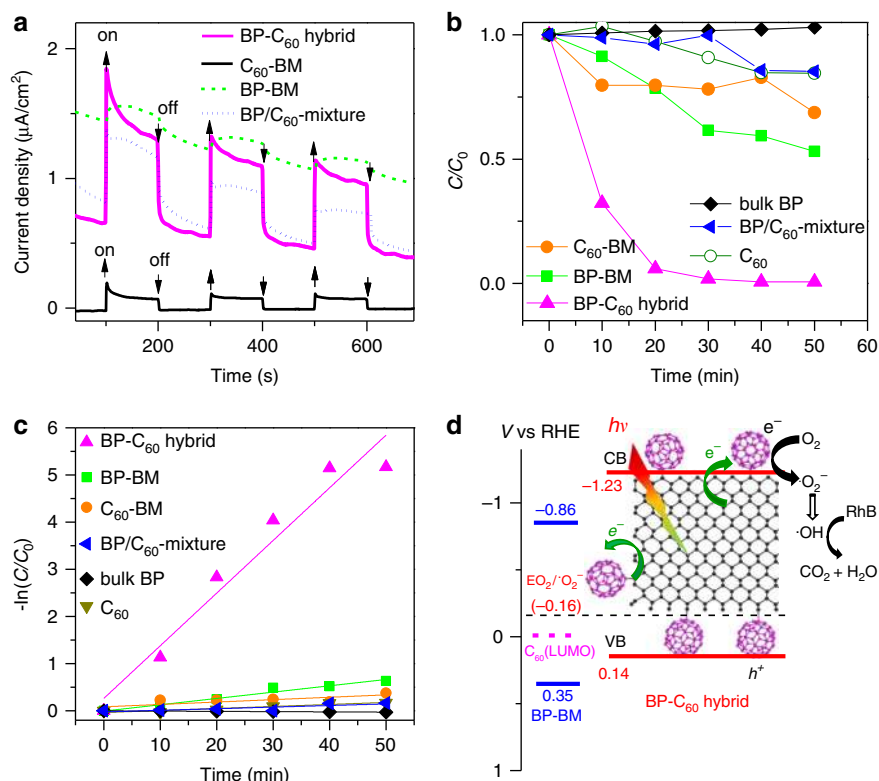 a
BP-C₆₀ hybrid
C₆₀-BM
BP-BM
BP/C₆₀-mixture
on
off
on
off
2
1
0
200
400
600
Current density (μA/cm²)
Time (s)
b
1.0
0.5
0.0
C/C₀
bulk BP
BP/C₆₀-mixture
C₆₀
C₆₀-BM
BP-BM
BP-C₆₀ hybrid
0 10 20 30 40 50 60
Time (min)
c
6
5
4
3
2
1
0
-ln(C/C₀)
BP-C₆₀ hybrid
BP-BM
C₆₀-BM
BP/C₆₀-mixture
bulk BP
C₆₀
0 10 20 30 40 50
Time (min)
d
V vs RHE
hν
CB
−1.23
−1
−0.86
e⁻
e⁻
e⁻
O₂
·O₂⁻
·OH
RhB
CO₂ + H₂O
EO₂/·O₂⁻
(−0.16)
0
VB
C₆₀(LUMO)
0.14
h⁺
0.35
BP-BM
BP-C₆₀ hybrid
1